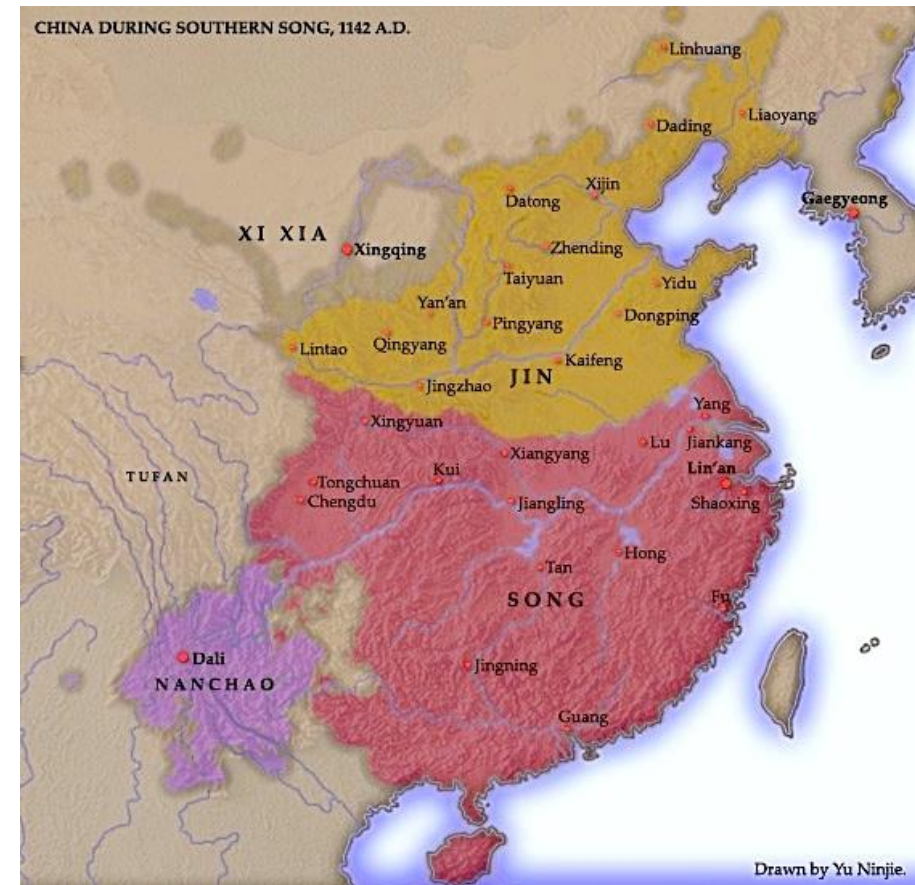 CHINA DURING SOUTHERN SONG, 1142 A.D.
Linhuang
Liaoyang
Dading
Xijin
Datong
Gaegyeong
XI XIA
Xingqing
Zhending
Taiyuan
Yidu
Yan'an
Dongping
Pingyang
Qingyang
Lintao
Kaifeng
JIN
Jingzhao
Yang
Xingyuan
Lu
Jiankang
Xiangyang
Kui
Lin'an
TUFAN
Tongchuan
Chengdu
Jiangling
Shaoxing
Hong
Tan
SONG
Fu
Dali
NANCHAO
Jingning
Guang
Drawn by Yu Ninjie.